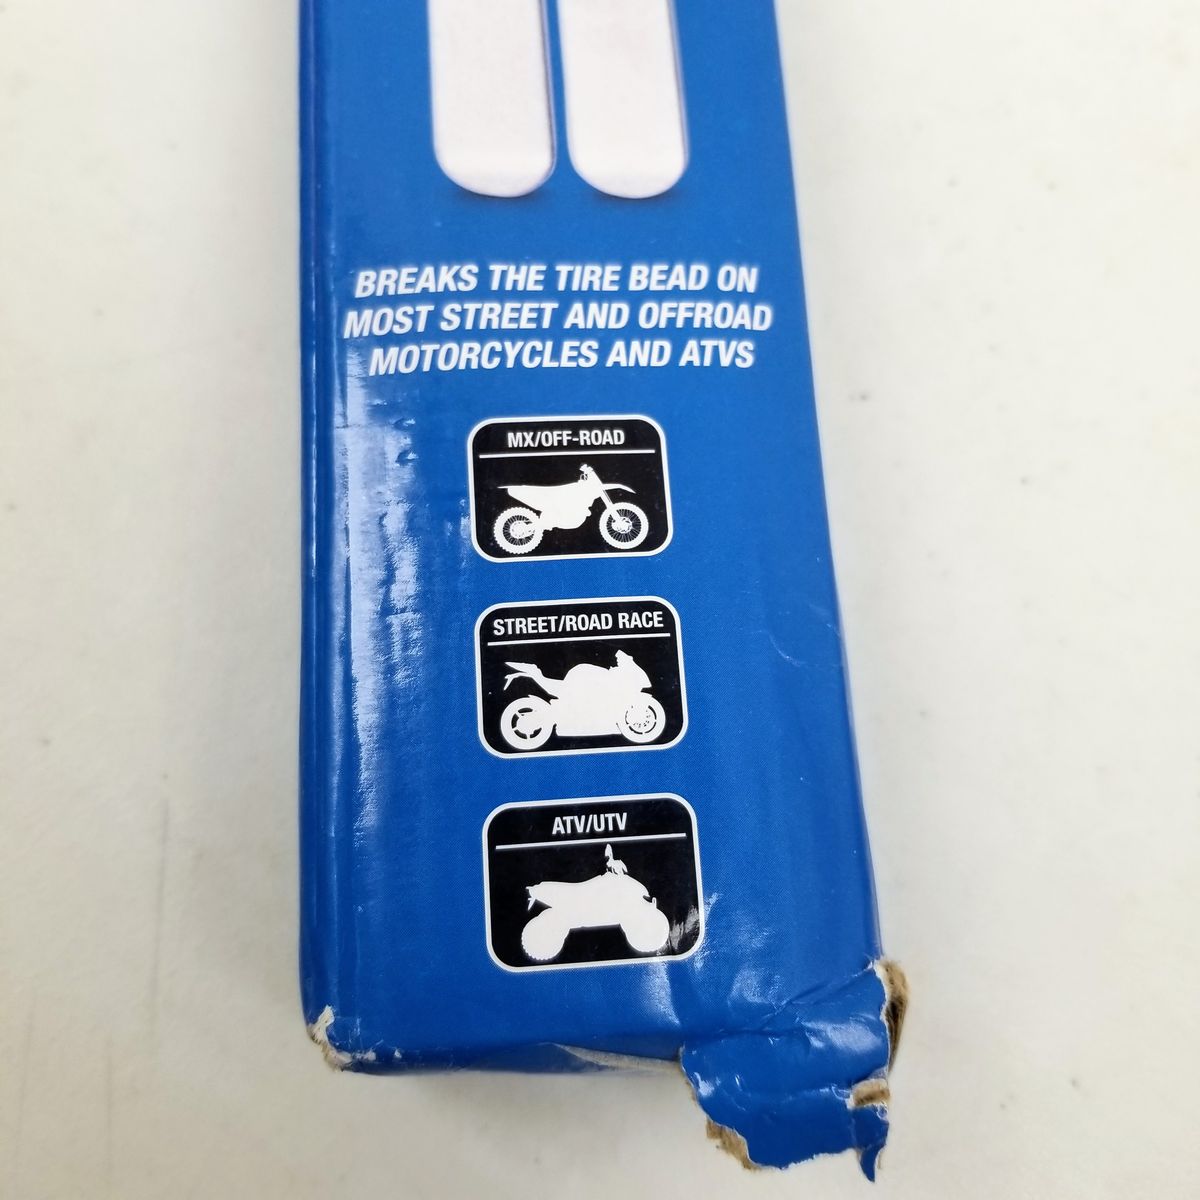 BREAKS THE TIRE BEAD ON
MOST STREET AND OFFROAD
MOTORCYCLES AND ATVS
MX/OFF-ROAD
STREET/ROAD RACE
ATV/UTV